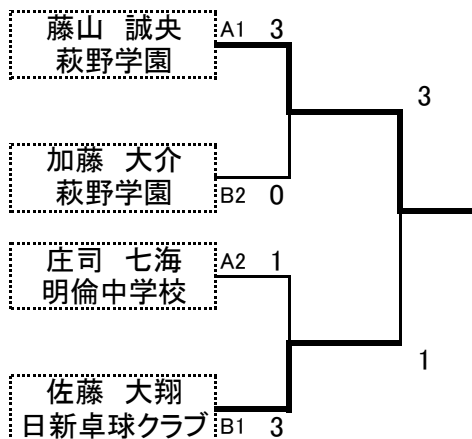 藤山　誠央
萩野学園
A1 3
3
加藤　大介
萩野学園
B2 0
庄司　七海
明倫中学校
A2 1
1
佐藤　大翔
日新卓球クラブ
B1 3